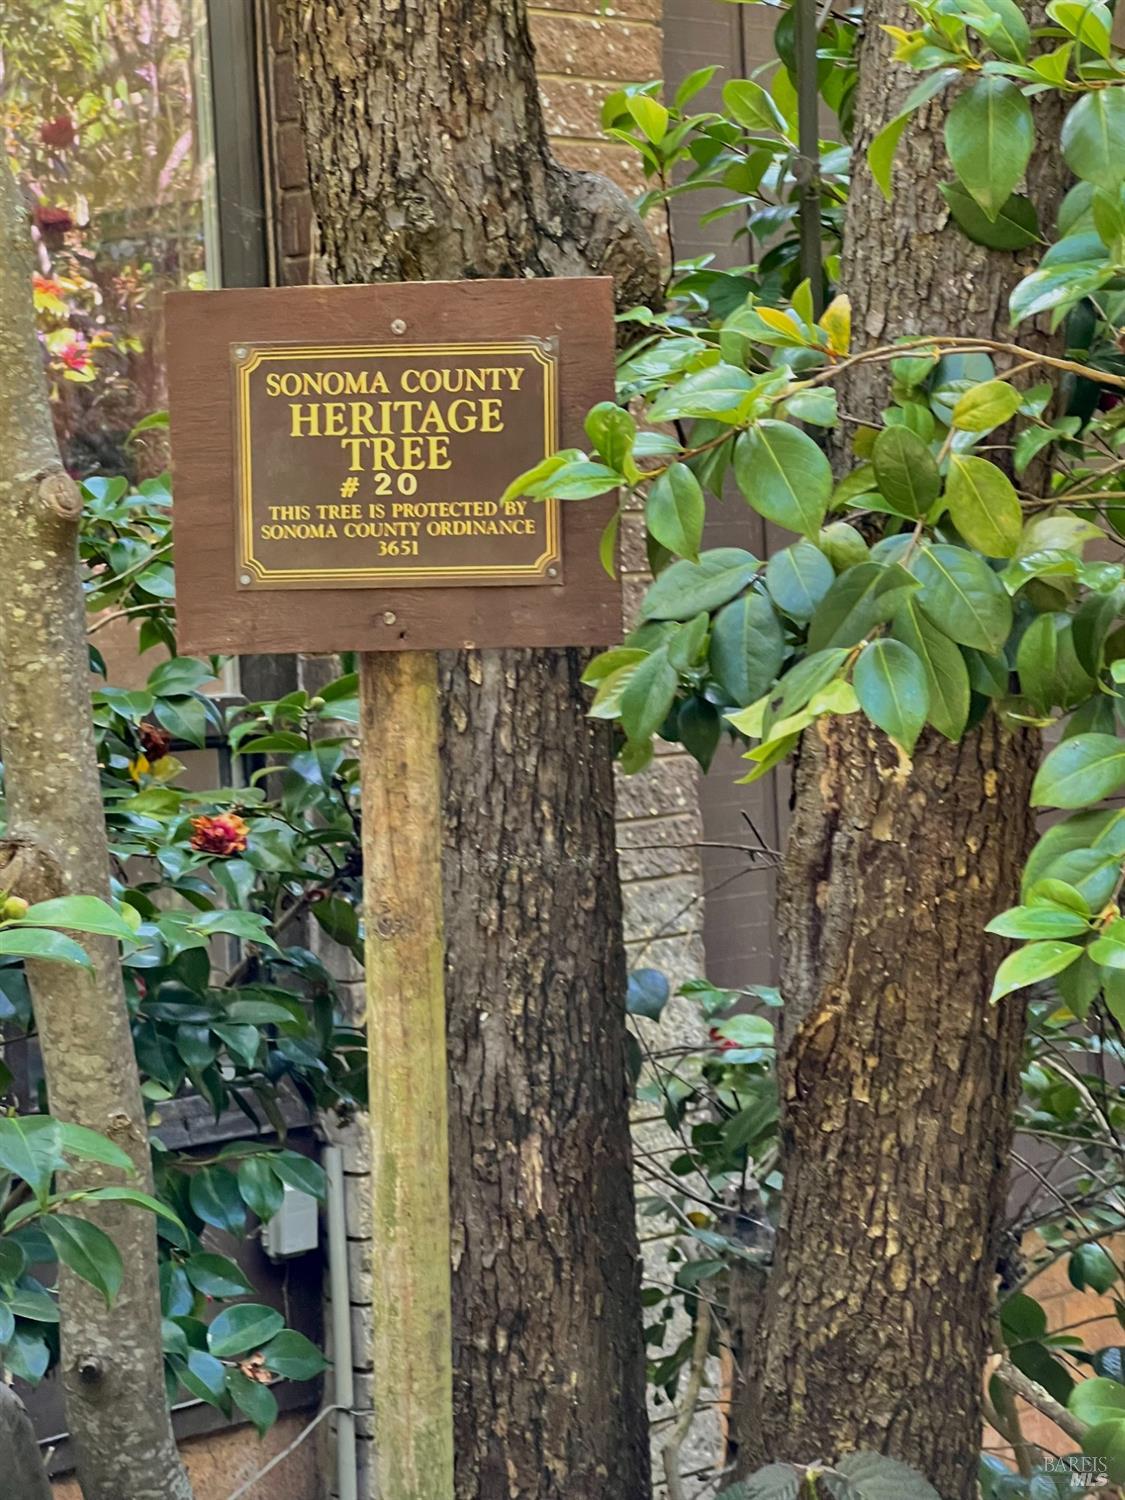 SONOMA COUNTY
HERITAGE
TREE
# 20
THIS TREE IS PROTECTED BY
SONOMA COUNTY ORDINANCE
3651
BAREIS
MLS